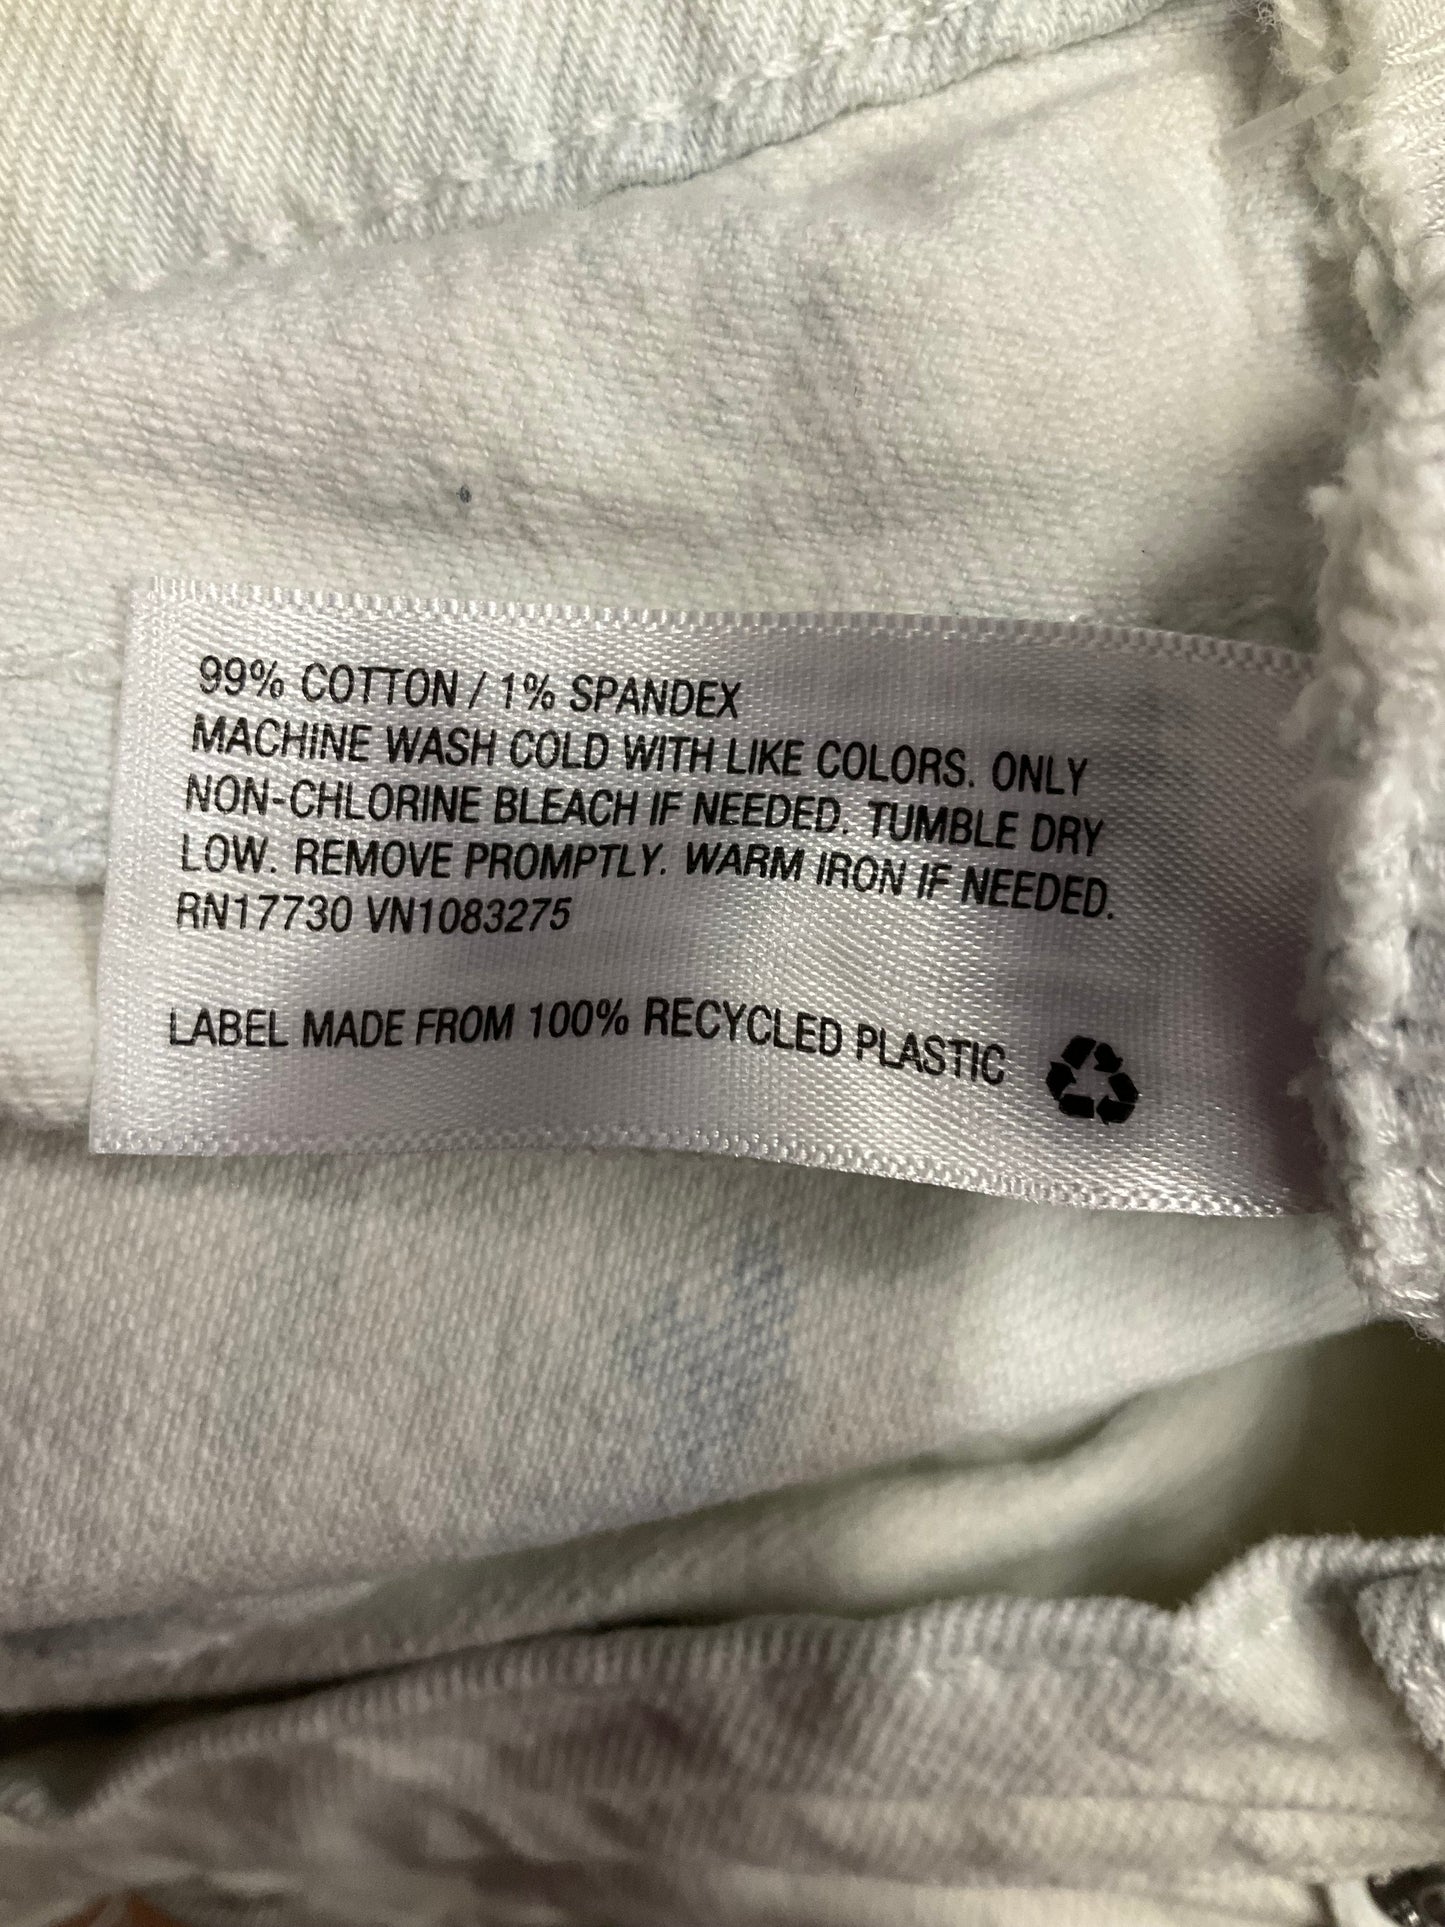 99% COTTON / 1% SPANDEX
MACHINE WASH COLD WITH LIKE COLORS. ONLY
NON-CHLORINE BLEACH IF NEEDED. TUMBLE DRY
LOW. REMOVE PROMPTLY. WARM IRON IF NEEDED.
RN17730 VN1083275
LABEL MADE FROM 100% RECYCLED PLASTIC